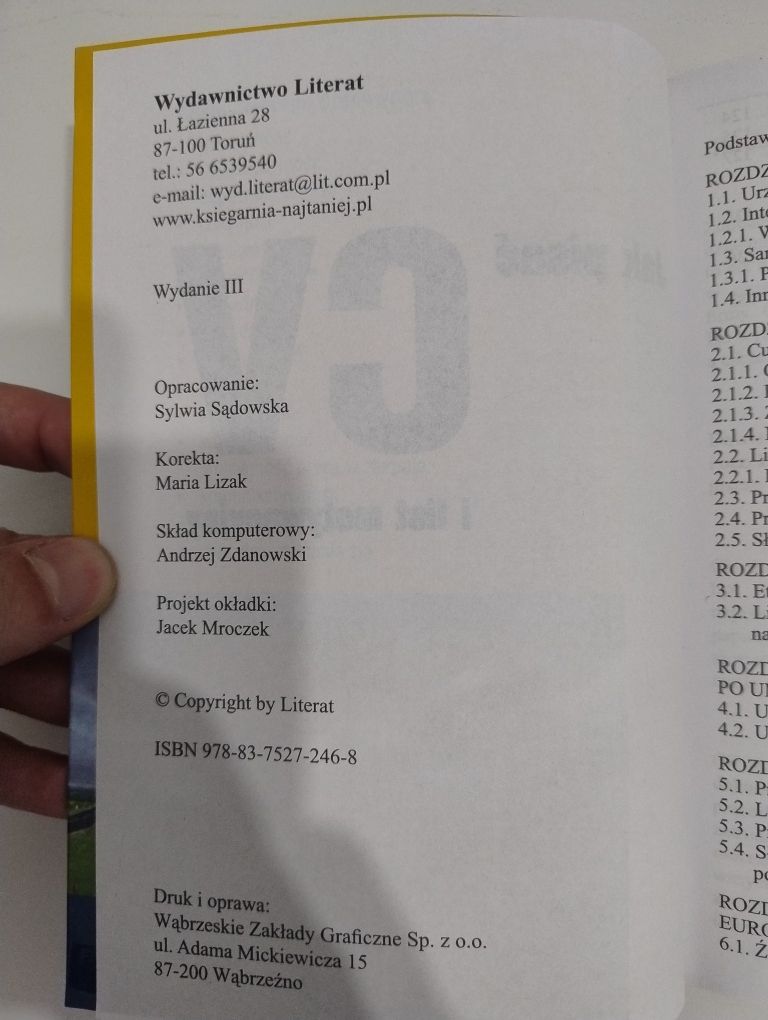 Wydawnictwo Literat
ul. Łazienna 28
87-100 Toruń
tel.: 56 6539540
e-mail: wyd.literat@lit.com.pl
www.ksiegarnia-najtaniej.pl
Wydanie III
Opracowanie:
Sylwia Sądowska
Korekta:
Maria Lizak
Skład komputerowy:
Andrzej Zdanowski
Projekt okładki:
Jacek Mroczek
© Copyright by Literat
ISBN 978-83-7527-246-8
Druk i oprawa:
Wąbrzeskie Zakłady Graficzne Sp. z o.o.
ul. Adama Mickiewicza 15
87-200 Wąbrzeźno
1.1.
1.2.
1.2.1.
1.3.
1.3.1.
1.4.
2.1.
2.1.1.
2.1.2.
2.1.3.
2.1.4.
2.2.
2.2.1.
2.3.
2.4.
2.5.
3.1.
3.2.
PO
4.1.
4.2.
5.1.
5.2.
5.3.
5.4.
6.1.